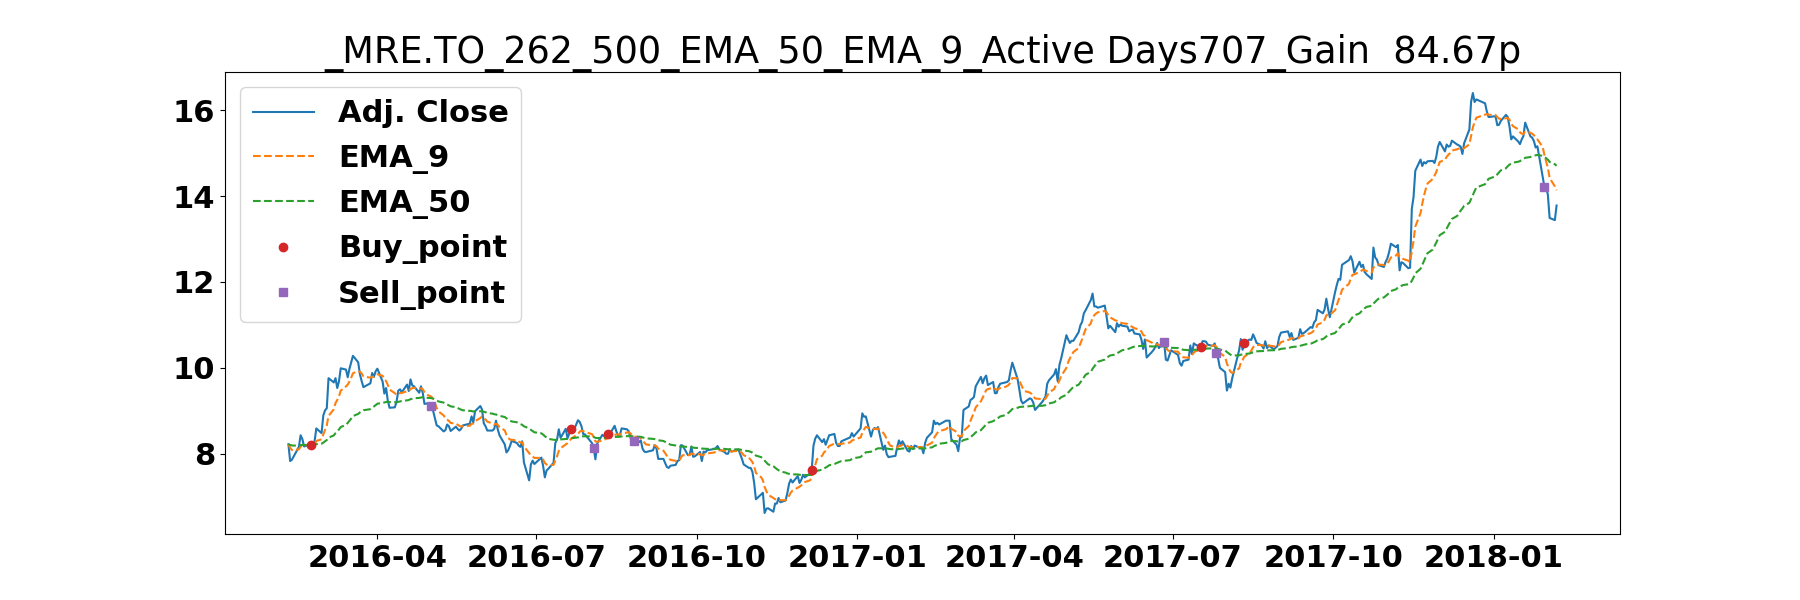 _MRE.TO_262_500_EMA_50_EMA_9_Active Days707_Gain  84.67p
Adj. Close
EMA_9
EMA_50
Buy_point
Sell_point
16
14
12
10
8
2016-04 2016-07 2016-10 2017-01 2017-04 2017-07 2017-10 2018-01